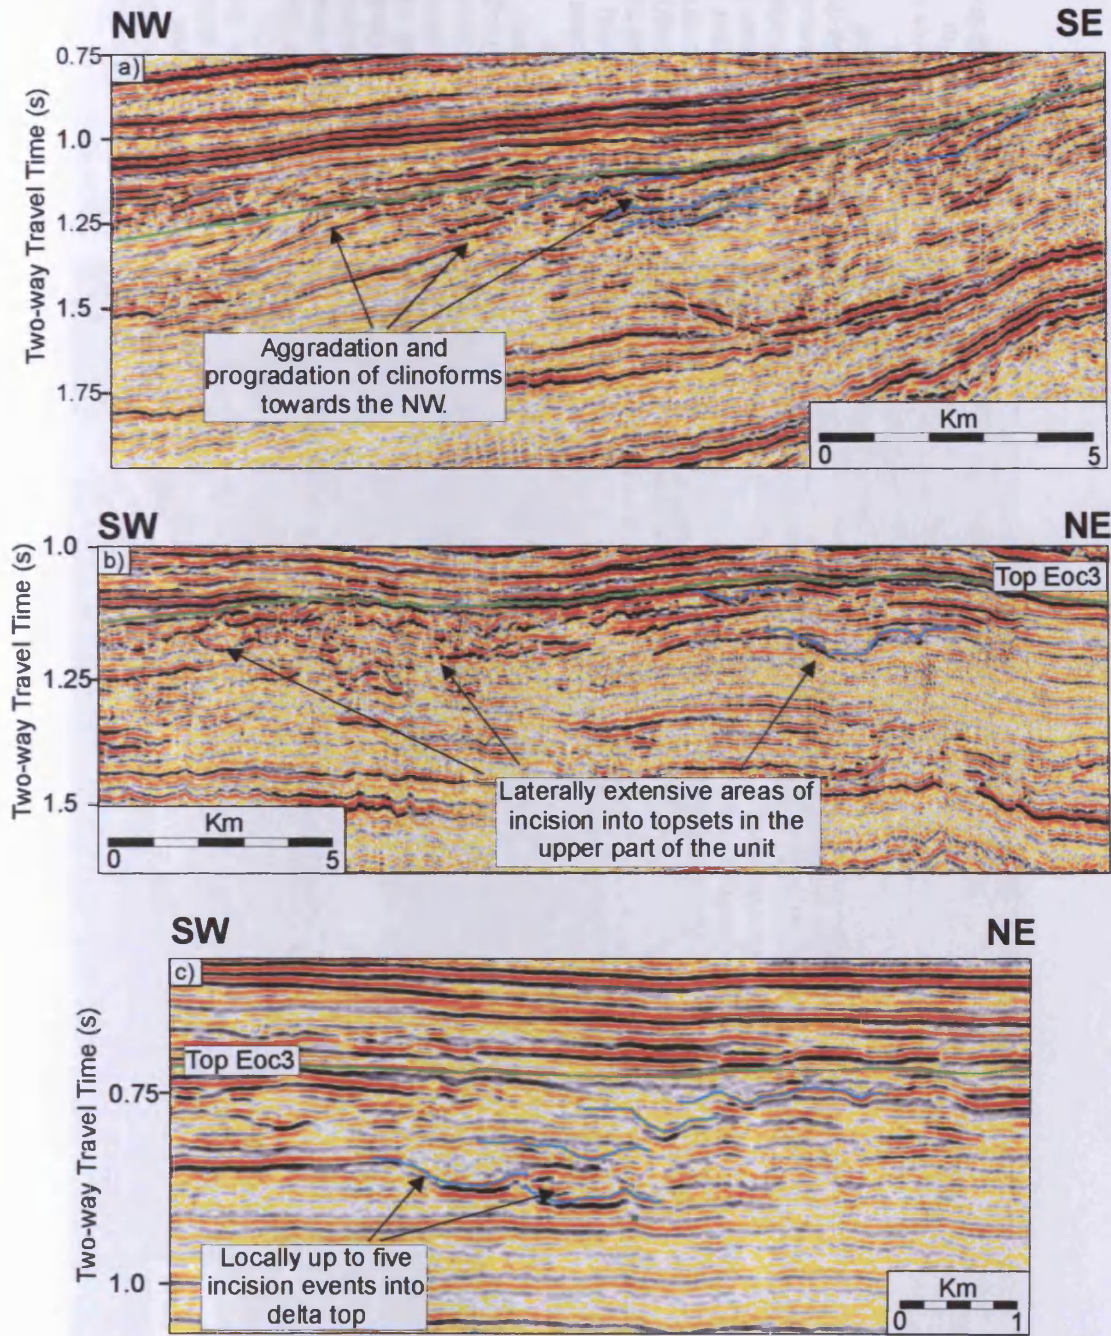 NW
SE
a)
0.75
1.0
1.25
1.5
1.75
Two-way Travel Time (s)
Aggradation and
progradation of clinoforms
towards the NW.
Km
0 5
SW
NE
b)
1.0
1.25
1.5
Two-way Travel Time (s)
Top Eoc3
Laterally extensive areas of
incision into topsets in the
upper part of the unit
Km
0 5
SW
NE
c)
Top Eoc3
0.75
1.0
Two-way Travel Time (s)
Locally up to five
incision events into
delta top
Km
0 1